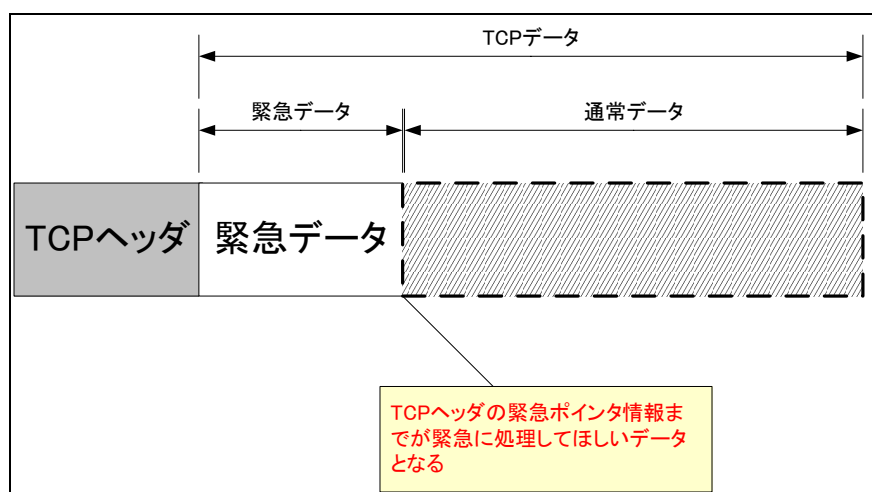 TCPデータ
緊急データ
通常データ
TCPヘッダ
緊急データ
TCPヘッダの緊急ポインタ情報ま
でが緊急に処理してほしいデータ
となる